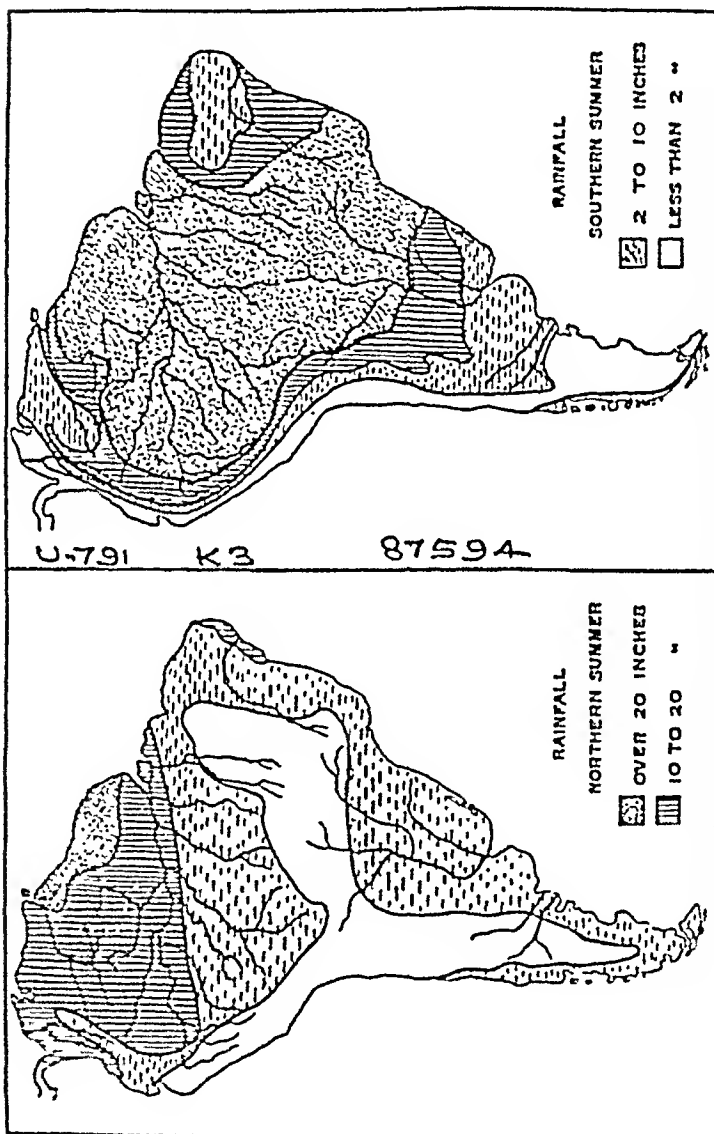 RAINFALL
SOUTHERN SUMMER
2 TO 10 INCHES
LESS THAN 2 "
U-791 K3 87594
RAINFALL
NORTHERN SUMMER
OVER 20 INCHES
10 TO 20 "